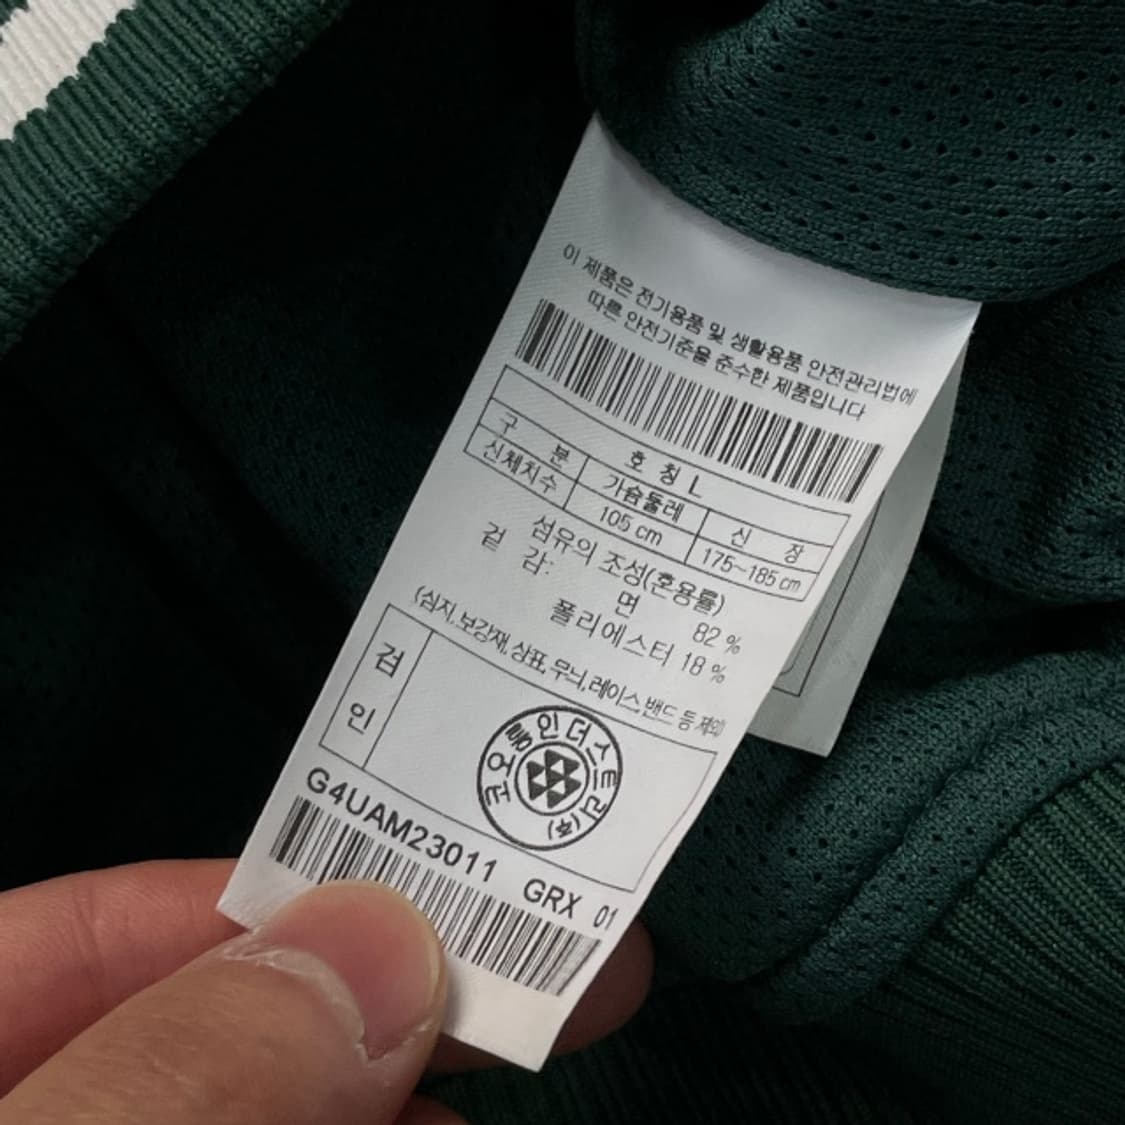 이 제품은 전기용품 및 생활용품 안전관리법에
따른 안전기준을 준수한 제품입니다
호 칭 L
구 분 가슴둘레 신 장
신체치수 105 cm 175~185 cm
섬유의 조성(혼용률)
겉 감:
면 82 %
폴리에스터 18 %
(심지, 보강재, 상표, 무늬, 레이스, 밴드 등 제외)
검 인
코오롱인더스트리(주)
G4UAM23011 GRX 01